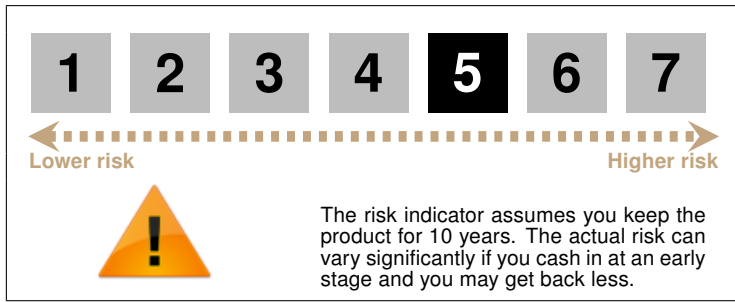 1 2 3 4 5 6 7
Lower risk Higher risk
!
The risk indicator assumes you keep the
product for 10 years. The actual risk can
vary significantly if you cash in at an early
stage and you may get back less.